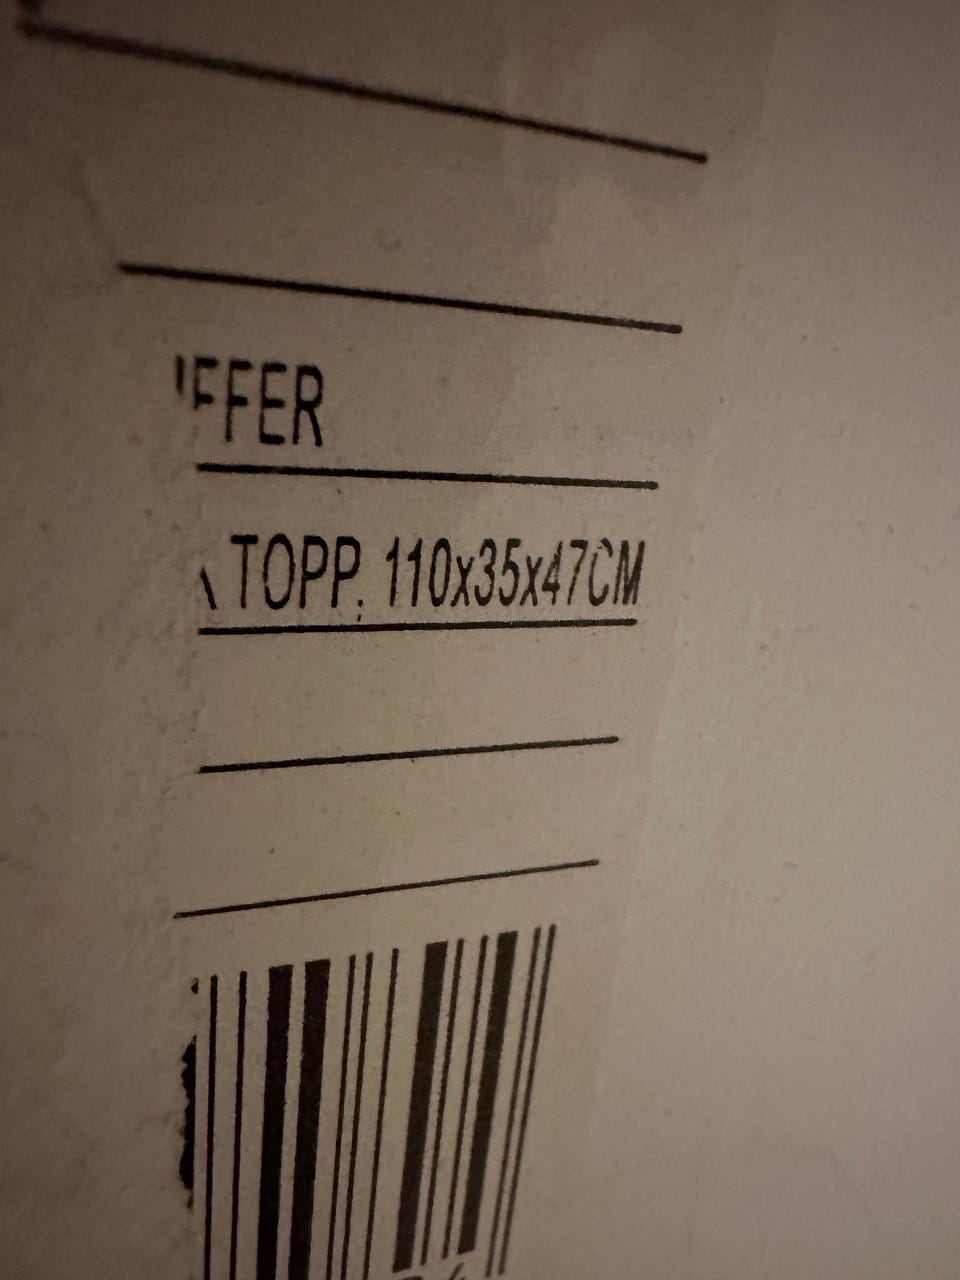 FFER
TOPP. 110x35x47CM